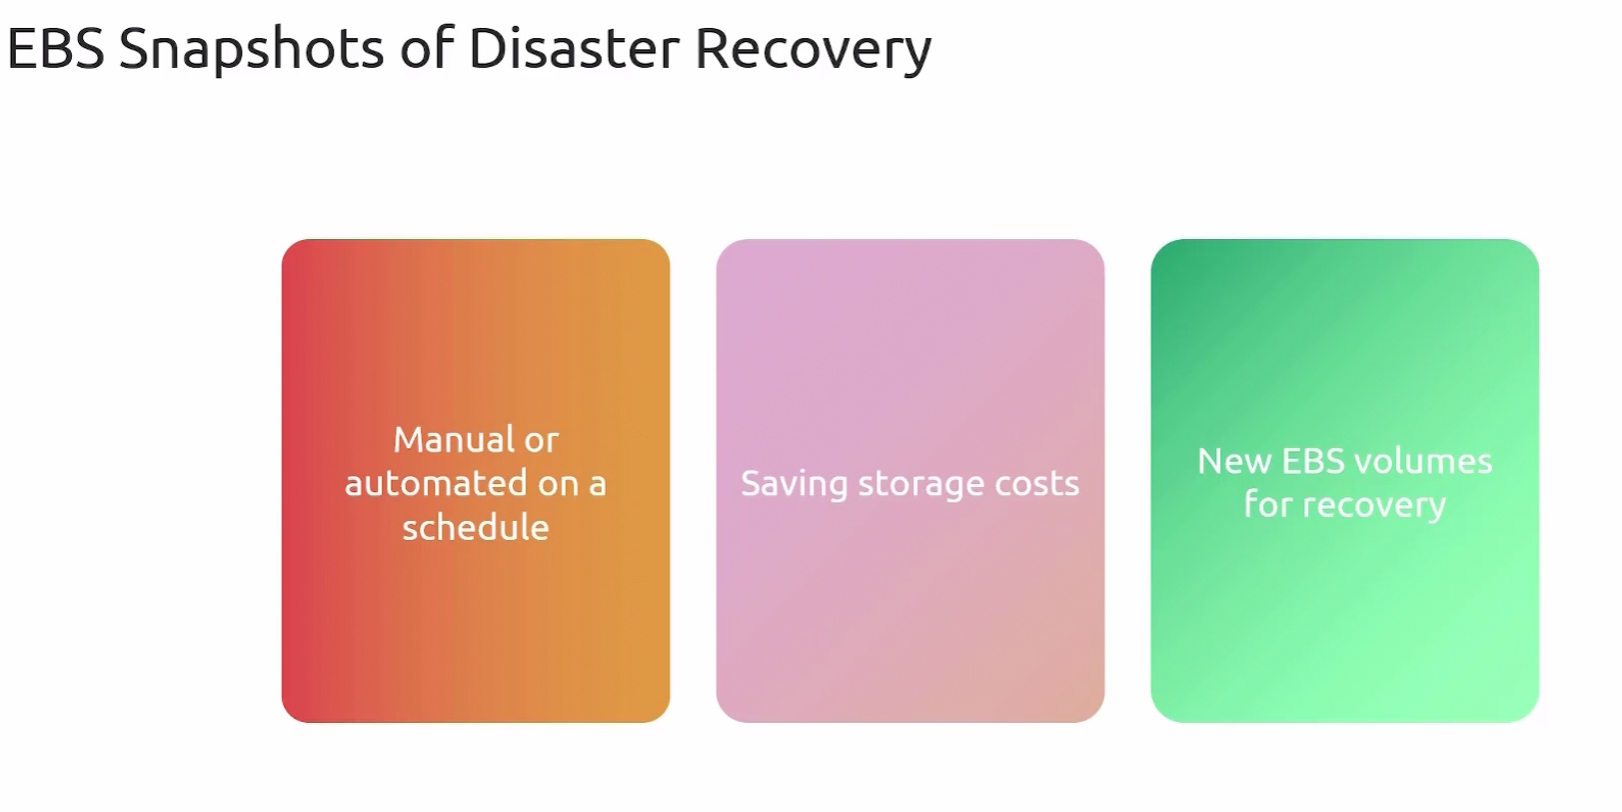 EBS Snapshots of Disaster Recovery
Manual or
automated on a
schedule
Saving storage costs
New EBS volumes
for recovery